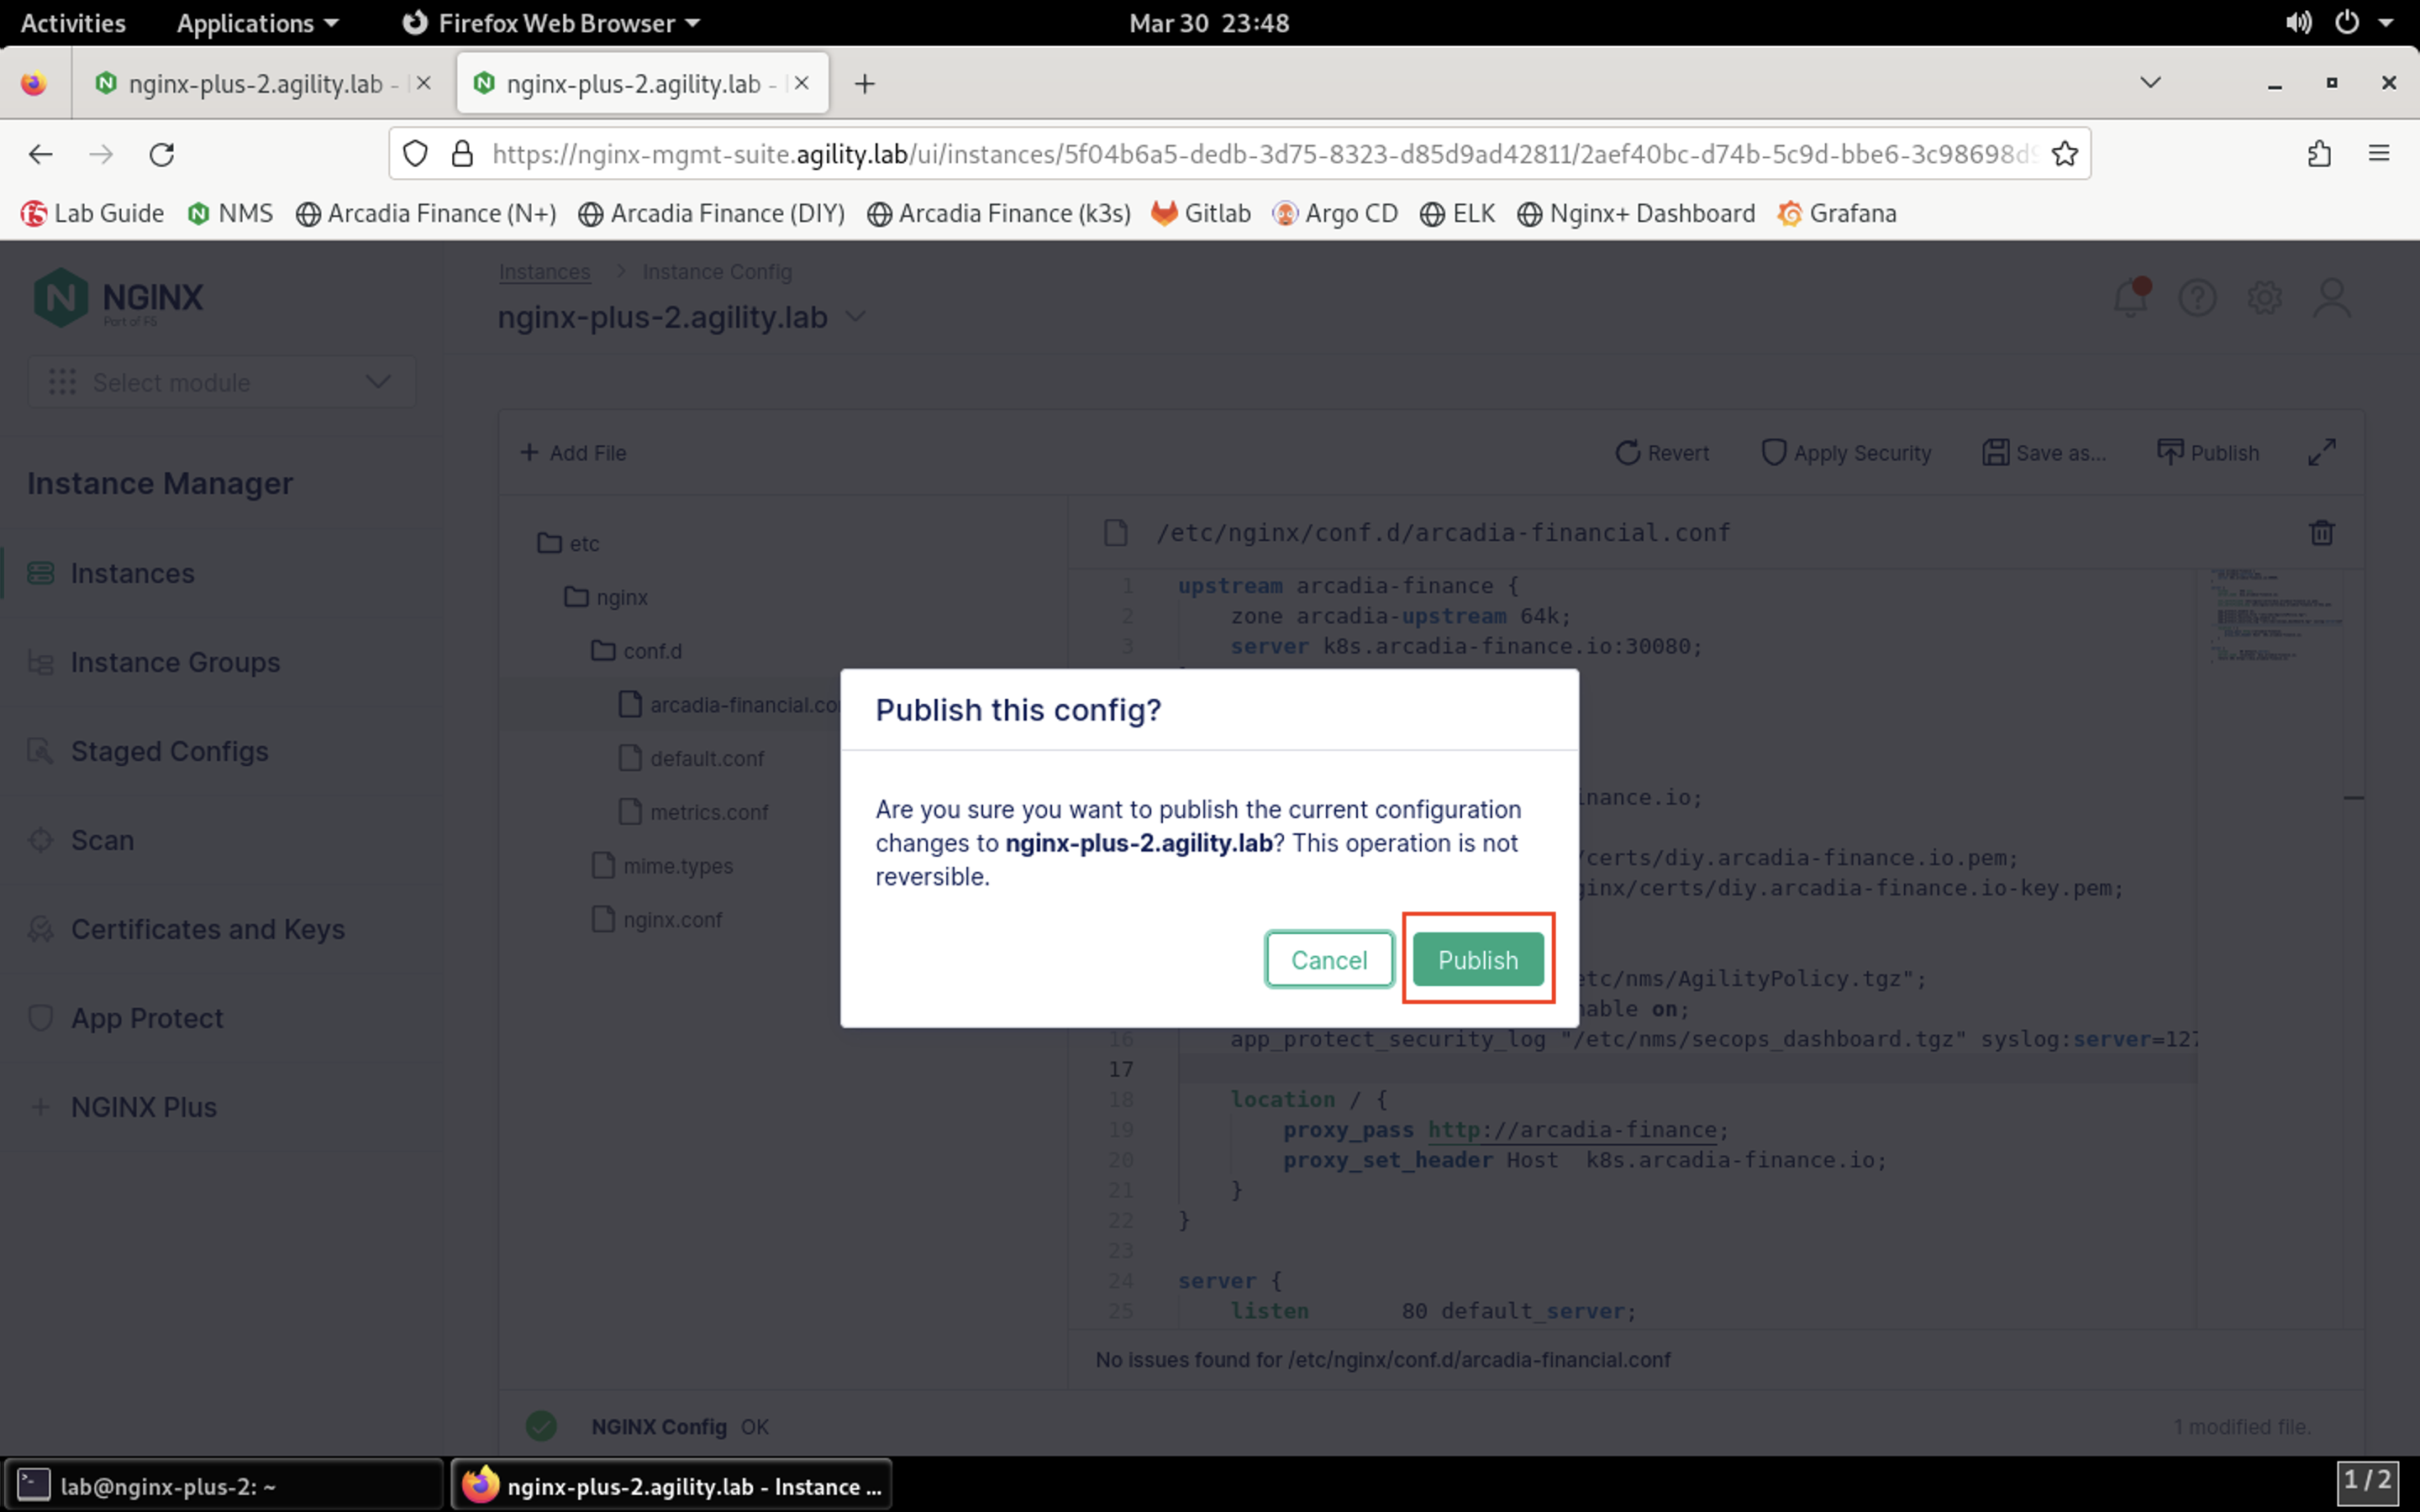 Activities Applications Firefox Web Browser Mar 30 23:48
nginx-plus-2.agility.lab - nginx-plus-2.agility.lab -
https://nginx-mgmt-suite.agility.lab/ui/instances/5f04b6a5-dedb-3d75-8323-d85d9ad42811/2aef40bc-d74b-5c9d-bbe6-3c98698d9
Lab Guide NMS Arcadia Finance (N+) Arcadia Finance (DIY) Arcadia Finance (k3s) Gitlab Argo CD ELK Nginx+ Dashboard Grafana
NGINX
Part of F5
Select module
Instance Manager
Instances
Instance Groups
Staged Configs
Scan
Certificates and Keys
App Protect
NGINX Plus
Instances > Instance Config
nginx-plus-2.agility.lab
+ Add File Revert Apply Security Save as... Publish
etc
nginx
conf.d
arcadia-financial.co
default.conf
metrics.conf
mime.types
nginx.conf
/etc/nginx/conf.d/arcadia-financial.conf
1 upstream arcadia-finance {
2 zone arcadia-upstream 64k;
3 server k8s.arcadia-finance.io:30080;
inance.io;
/certs/diy.arcadia-finance.io.pem;
ginx/certs/diy.arcadia-finance.io-key.pem;
etc/nms/AgilityPolicy.tgz";
nable on;
16 app_protect_security_log "/etc/nms/secops_dashboard.tgz" syslog:server=127
17
18 location / {
19 proxy_pass http://arcadia-finance;
20 proxy_set_header Host k8s.arcadia-finance.io;
21 }
22 }
23
24 server {
25 listen 80 default_server;
No issues found for /etc/nginx/conf.d/arcadia-financial.conf
NGINX Config OK 1 modified file.
Publish this config?
Are you sure you want to publish the current configuration
changes to nginx-plus-2.agility.lab? This operation is not
reversible.
Cancel Publish
lab@nginx-plus-2: ~ nginx-plus-2.agility.lab - Instance ... 1 / 2